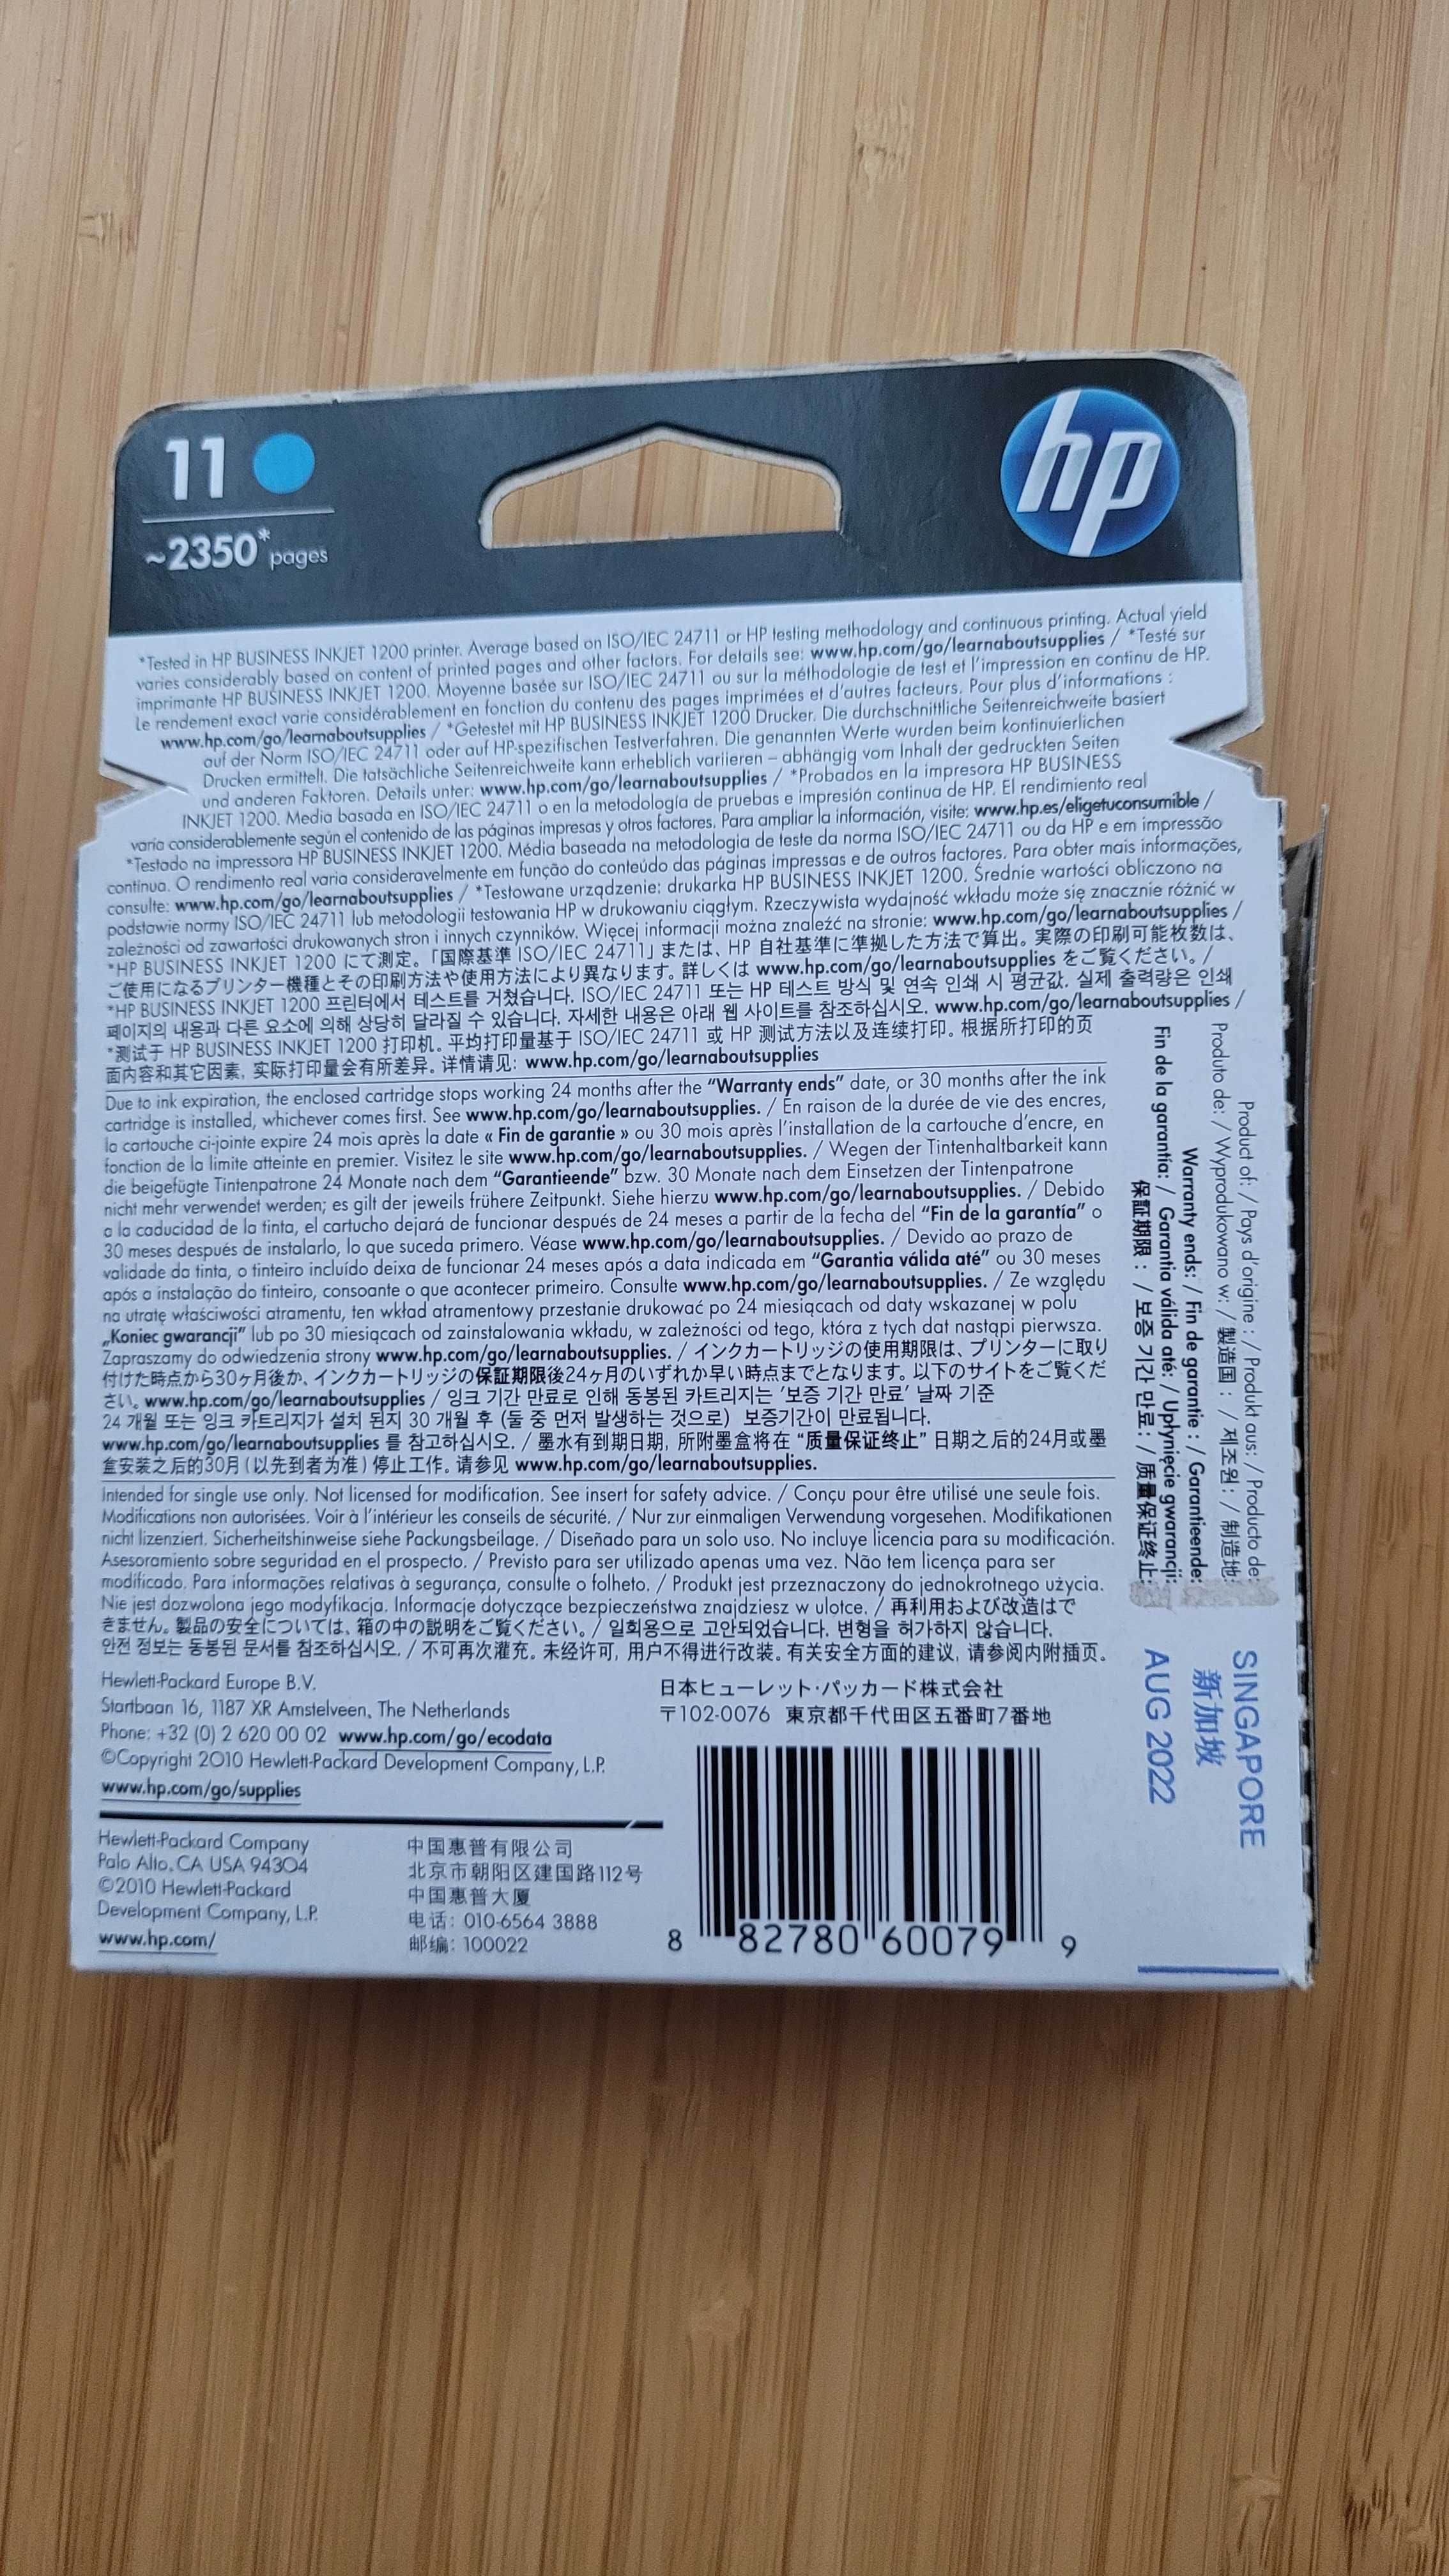 11
~2350* pages
hp
*Tested in HP BUSINESS INKJET 1200 printer. Average based on ISO/IEC 24711 or HP testing methodology and continuous printing. Actual yield
varies considerably based on content of printed pages and other factors. For details see: www.hp.com/go/learnaboutsupplies / *Testé sur
imprimante HP BUSINESS INKJET 1200. Moyenne basée sur ISO/IEC 24711 ou sur la méthodologie de test et l'impression en continu de HP.
Le rendement exact varie considérablement en fonction du contenu des pages imprimées et d'autres facteurs. Pour plus d'informations :
www.hp.com/go/learnaboutsupplies / *Getestet mit HP BUSINESS INKJET 1200 Drucker. Die durchschnittliche Seitenreichweite basiert
auf der Norm ISO/IEC 24711 oder auf HP-spezifischen Testverfahren. Die genannten Werte wurden beim kontinuierlichen
Drucken ermittelt. Die tatsächliche Seitenreichweite kann erheblich variieren – abhängig vom Inhalt der gedruckten Seiten
und anderen Faktoren. Details unter: www.hp.com/go/learnaboutsupplies / *Probados en la impresora HP BUSINESS
INKJET 1200. Media basada en ISO/IEC 24711 o en la metodología de pruebas e impresión continua de HP. El rendimiento real
varía considerablemente según el contenido de las páginas impresas y otros factores. Para ampliar la información, visite: www.hp.es/eligetuconsumible /
*Testado na impressora HP BUSINESS INKJET 1200. Média baseada na metodologia de teste da norma ISO/IEC 24711 ou da HP e em impressão
contínua. O rendimento real varia consideravelmente em função do conteúdo das páginas impressas e de outros factores. Para obter mais informações,
consulte: www.hp.com/go/learnaboutsupplies / *Testowane urządzenie: drukarka HP BUSINESS INKJET 1200. Średnie wartości obliczono na
podstawie normy ISO/IEC 24711 lub metodologii testowania HP w drukowaniu ciągłym. Rzeczywista wydajność wkładu może się znacznie różnić w
zależności od zawartości drukowanych stron i innych czynników. Więcej informacji można znaleźć na stronie: www.hp.com/go/learnaboutsupplies /
*HP BUSINESS INKJET 1200 にて測定。「国際基準 ISO/IEC 24711」または、HP 自社基準に準拠した方法で算出。実際の印刷可能枚数は、
ご使用になるプリンター機種とその印刷方法や使用方法により異なります。詳しくは www.hp.com/go/learnaboutsupplies をご覧ください。/
*HP BUSINESS INKJET 1200 프린터에서 테스트를 거쳤습니다. ISO/IEC 24711 또는 HP 테스트 방식 및 연속 인쇄 시 평균값. 실제 출력량은 인쇄
페이지의 내용과 다른 요소에 의해 상당히 달라질 수 있습니다. 자세한 내용은 아래 웹 사이트를 참조하십시오. www.hp.com/go/learnaboutsupplies /
*测试于 HP BUSINESS INKJET 1200 打印机。平均打印量基于 ISO/IEC 24711 或 HP 测试方法以及连续打印。根据所打印的页
面内容和其它因素, 实际打印量会有所差异。详情请见: www.hp.com/go/learnaboutsupplies
Due to ink expiration, the enclosed cartridge stops working 24 months after the "Warranty ends" date, or 30 months after the ink
cartridge is installed, whichever comes first. See www.hp.com/go/learnaboutsupplies. / En raison de la durée de vie des encres,
la cartouche ci-jointe expire 24 mois après la date « Fin de garantie » ou 30 mois après l'installation de la cartouche d'encre, en
fonction de la limite atteinte en premier. Visitez le site www.hp.com/go/learnaboutsupplies. / Wegen der Tintenhaltbarkeit kann
die beigefügte Tintenpatrone 24 Monate nach dem "Garantieende" bzw. 30 Monate nach dem Einsetzen der Tintenpatrone
nicht mehr verwendet werden; es gilt der jeweils frühere Zeitpunkt. Siehe hierzu www.hp.com/go/learnaboutsupplies. / Debido
a la caducidad de la tinta, el cartucho dejará de funcionar después de 24 meses a partir de la fecha del "Fin de la garantía" o
30 meses después de instalarlo, lo que suceda primero. Véase www.hp.com/go/learnaboutsupplies. / Devido ao prazo de
validade da tinta, o tinteiro incluído deixa de funcionar 24 meses após a data indicada em "Garantia válida até" ou 30 meses
após a instalação do tinteiro, consoante o que acontecer primeiro. Consulte www.hp.com/go/learnaboutsupplies. / Ze względu
na utratę właściwości atramentu, ten wkład atramentowy przestanie drukować po 24 miesiącach od daty wskazanej w polu
„Koniec gwarancji" lub po 30 miesiącach od zainstalowania wkładu, w zależności od tego, która z tych dat nastąpi pierwsza.
Zapraszamy do odwiedzenia strony www.hp.com/go/learnaboutsupplies. / インクカートリッジの使用期限は、プリンターに取り
付けた時点から30ヶ月後か、インクカートリッジの保証期限後24ヶ月のいずれか早い時点までとなります。以下のサイトをご覧くだ
さい。www.hp.com/go/learnaboutsupplies / 잉크 기간 만료로 인해 동봉된 카트리지는 '보증 기간 만료' 날짜 기준
24 개월 또는 잉크 카트리지가 설치 된지 30 개월 후 (둘 중 먼저 발생하는 것으로) 보증기간이 만료됩니다.
www.hp.com/go/learnaboutsupplies 를 참고하십시오. / 墨水有到期日期, 所附墨盒将在 "质量保证终止" 日期之后的24月或墨
盒安装之后的30月(以先到者为准)停止工作。请参见 www.hp.com/go/learnaboutsupplies.
Intended for single use only. Not licensed for modification. See insert for safety advice. / Conçu pour être utilisé une seule fois.
Modifications non autorisées. Voir à l'intérieur les conseils de sécurité. / Nur zur einmaligen Verwendung vorgesehen. Modifikationen
nicht lizenziert. Sicherheitshinweise siehe Packungsbeilage. / Diseñado para un solo uso. No incluye licencia para su modificación.
Asesoramiento sobre seguridad en el prospecto. / Previsto para ser utilizado apenas uma vez. Não tem licença para ser
modificado. Para informações relativas à segurança, consulte o folheto. / Produkt jest przeznaczony do jednokrotnego użycia.
Nie jest dozwolona jego modyfikacja. Informacje dotyczące bezpieczeństwa znajdziesz w ulotce. / 再利用および改造はで
きません。製品の安全については、箱の中の説明をご覧ください。/ 일회용으로 고안되었습니다. 변형을 허가하지 않습니다.
안전 정보는 동봉된 문서를 참조하십시오. / 不可再次灌充。未经许可, 用户不得进行改装。有关安全方面的建议, 请参阅内附插页。
Product of: / Pays d'origine : / Produkt aus: / Producto de:
Produto de: / Wyprodukowano w: / 製造国 : / 제조원: / 制造地:
Warranty ends: / Fin de garantie : / Garantieende:
Fin de la garantía: / Garantia válida até: / Upłynięcie gwarancji:
保証期限 : / 보증 기간 만료: / 质量保证终止:
SINGAPORE
新加坡
AUG 2022
Hewlett-Packard Europe B.V.
Startbaan 16, 1187 XR Amstelveen, The Netherlands
Phone: +32 (0) 2 620 00 02 www.hp.com/go/ecodata
©Copyright 2010 Hewlett-Packard Development Company, L.P.
www.hp.com/go/supplies
日本ヒューレット・パッカード株式会社
〒102-0076 東京都千代田区五番町7番地
Hewlett-Packard Company
Palo Alto, CA USA 94304
©2010 Hewlett-Packard
Development Company, L.P.
www.hp.com/
中国惠普有限公司
北京市朝阳区建国路112号
中国惠普大厦
电话: 010-6564 3888
邮编: 100022
8 82780 60079 9